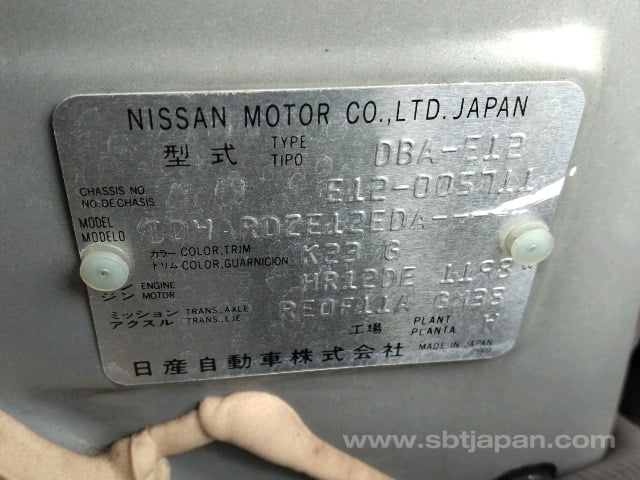 NISSAN MOTOR CO.,LTD. JAPAN
型式 TYPE TIPO DBA-E12
CHASSIS NO. NO.DE CHASIS E12-005711
MODEL MODELO
カラー COLOR,TRIM トリム COLOR,GUARNICION K23 G
ジン ENGINE MOTOR HR12DE 1198 cc
ミッション アクスル TRANS.,AXLE TRANS.,EJE RE0F11A
工場 PLANT PLANTA
日産自動車株式会社 MADE IN JAPAN
www.sbtjapan.com